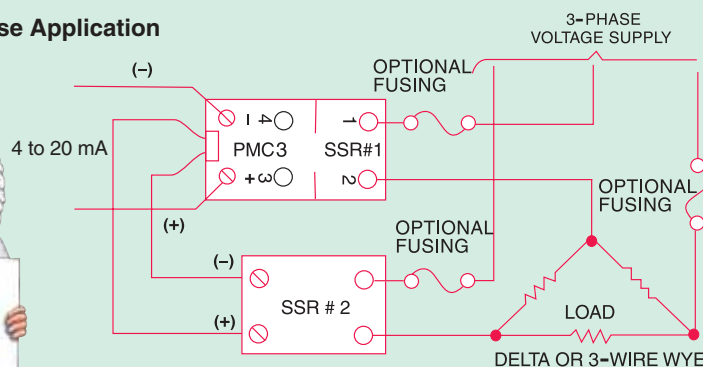 se Application
3-PHASE
VOLTAGE SUPPLY
OPTIONAL
FUSING
(–)
4 to 20 mA
– 4
1
PMC3
SSR#1
+ 3
2
(+)
OPTIONAL
FUSING
OPTIONAL
FUSING
(–)
SSR # 2
(+)
LOAD
DELTA OR 3-WIRE WYE